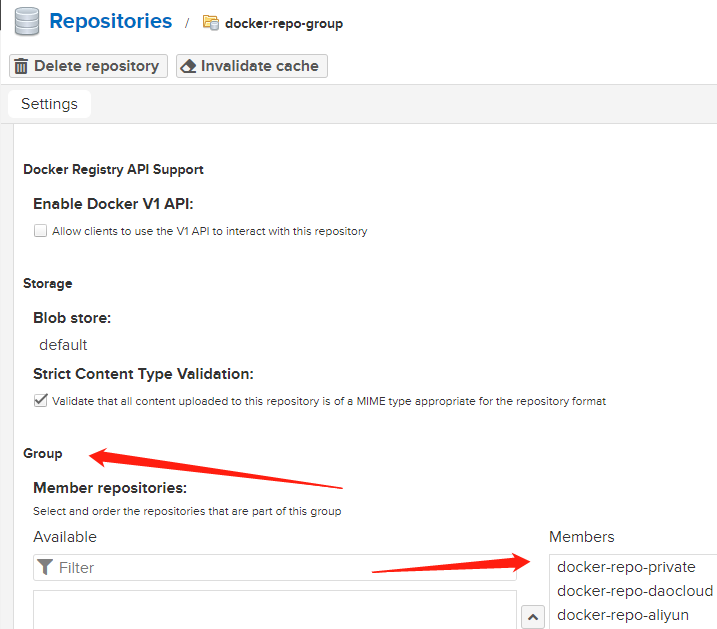 Repositories / docker-repo-group
Delete repository Invalidate cache
Settings
Docker Registry API Support
Enable Docker V1 API:
Allow clients to use the V1 API to interact with this repository
Storage
Blob store:
default
Strict Content Type Validation:
Validate that all content uploaded to this repository is of a MIME type appropriate for the repository format
Group
Member repositories:
Select and order the repositories that are part of this group
Available
Filter
Members
docker-repo-private
docker-repo-daocloud
docker-repo-aliyun